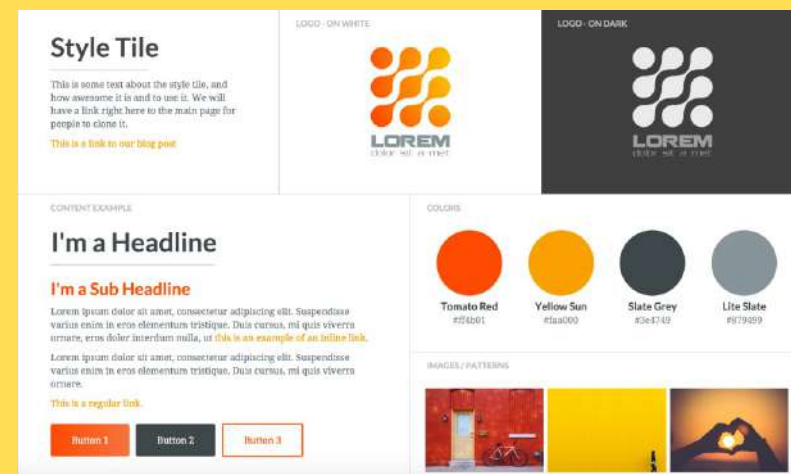 Style Tile
This is some text about the style tile, and
how awesome it is and to use it. We will
have a link right here to the main page for
people to clone it.
This is a link to our blog post
LOGO - ON WHITE
LOREM
dolor sit a met
LOGO - ON DARK
LOREM
dolor sit a met
CONTENT EXAMPLE
I'm a Headline
I'm a Sub Headline
Lorem ipsum dolor sit amet, consectetur adipiscing elit. Suspendisse
varius enim in eros elementum tristique. Duis cursus, mi quis viverra
ornare, eros dolor interdum nulla, ut this is an example of an inline link.
Lorem ipsum dolor sit amet, consectetur adipiscing elit. Suspendisse
varius enim in eros elementum tristique. Duis cursus, mi quis viverra
ornare.
This is a regular link.
Button 1
Button 2
Button 3
COLORS
Tomato Red
#ff4b01
Yellow Sun
#faa000
Slate Grey
#3e4749
Lite Slate
#879499
IMAGES / PATTERNS